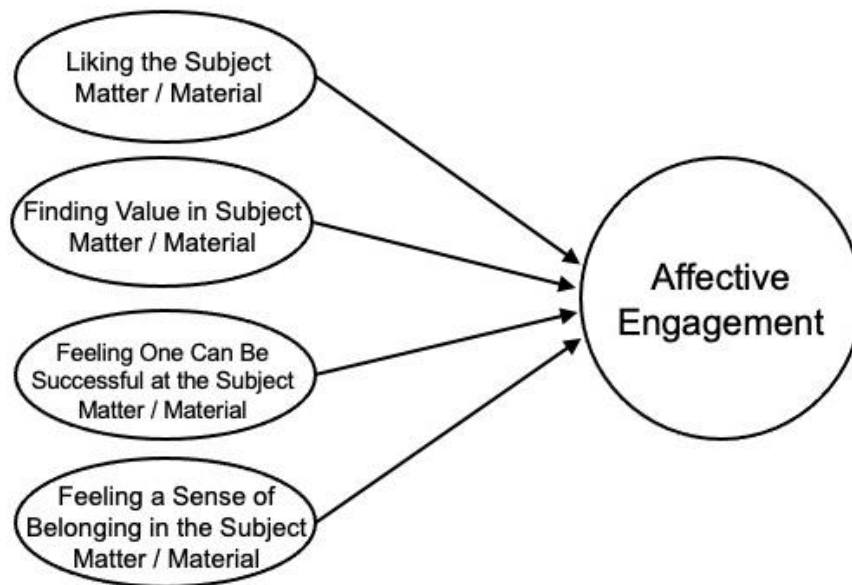 Liking the Subject
Matter / Material
Finding Value in Subject
Matter / Material
Feeling One Can Be
Successful at the Subject
Matter / Material
Feeling a Sense of
Belonging in the Subject
Matter / Material
Affective
Engagement